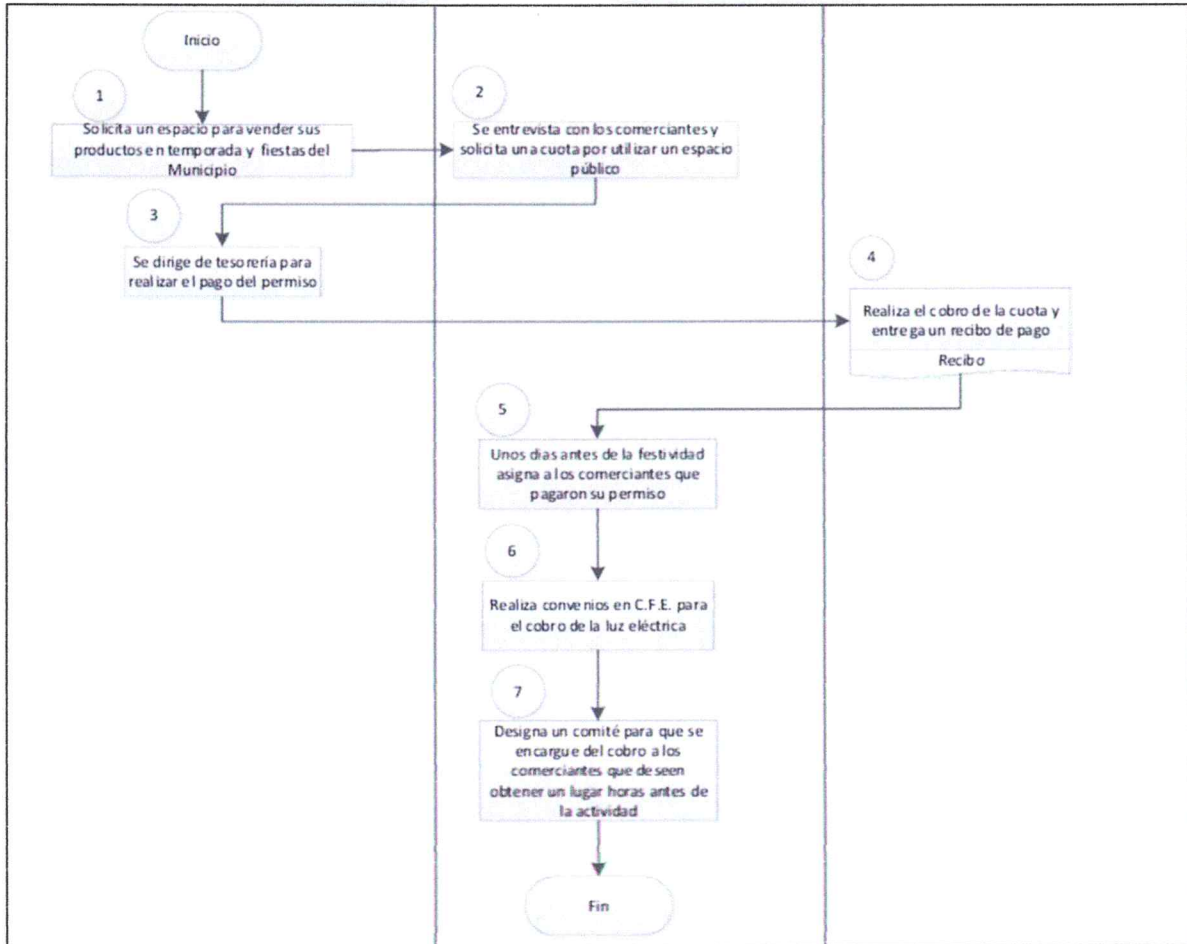 Inicio
1
Solicita un espacio para vender sus
productos en temporada y fiestas del
Municipio
2
Se entrevista con los comerciantes y
solicita una cuota por utilizar un espacio
público
3
Se dirige de tesorería para
realizar el pago del permiso
4
Realiza el cobro de la cuota y
entrega un recibo de pago
Recibo
5
Unos dias antes de la festividad
asigna a los comerciantes que
pagaron su permiso
6
Realiza convenios en C.F.E. para
el cobro de la luz eléctrica
7
Designa un comité para que se
encargue del cobro a los
comerciantes que deseen
obtener un lugar horas antes de
la actividad
Fin